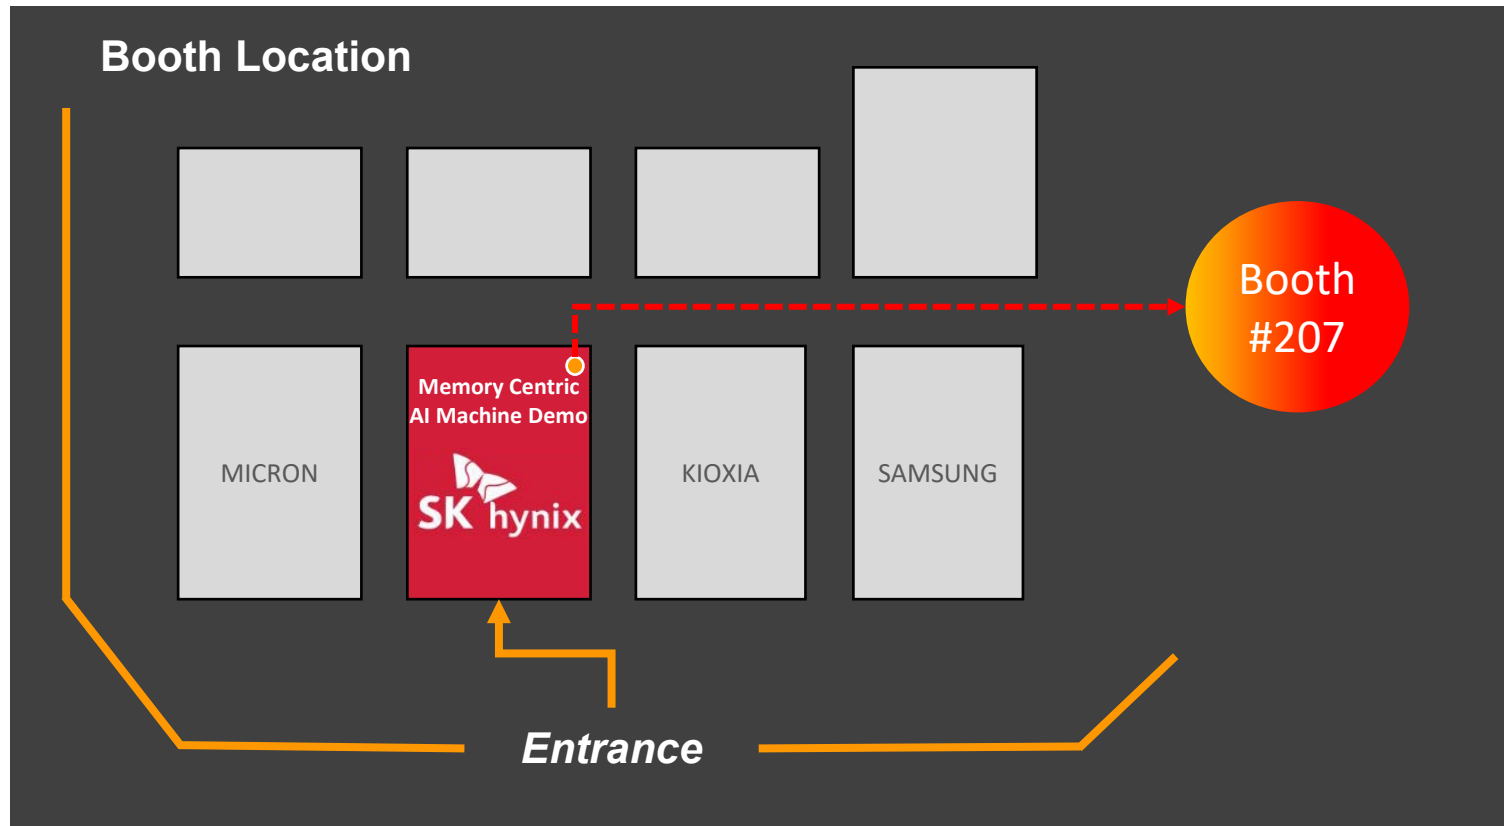 Booth Location
Booth
#207
Memory Centric
AI Machine Demo
MICRON
SK hynix
KIOXIA
SAMSUNG
Entrance